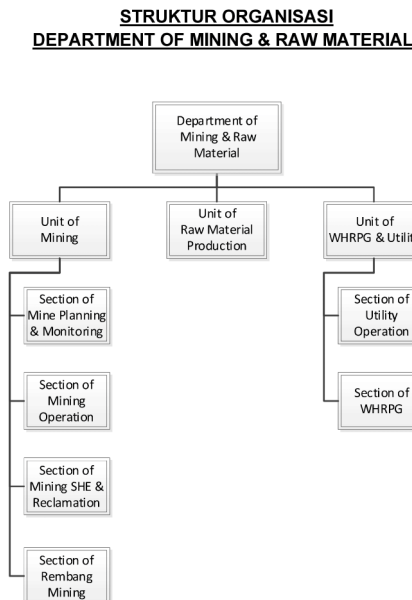 STRUKTUR ORGANISASI
DEPARTMENT OF MINING & RAW MATERIAL
Department of
Mining & Raw
Material
Unit of
Mining
Unit of
Raw Material
Production
Unit of
WHRPG & Utilit
Section of
Mine Planning
& Monitoring
Section of
Mining
Operation
Section of
Mining SHE &
Reclamation
Section of
Rembang
Mining
Section of
Utility
Operation
Section of
WHRPG